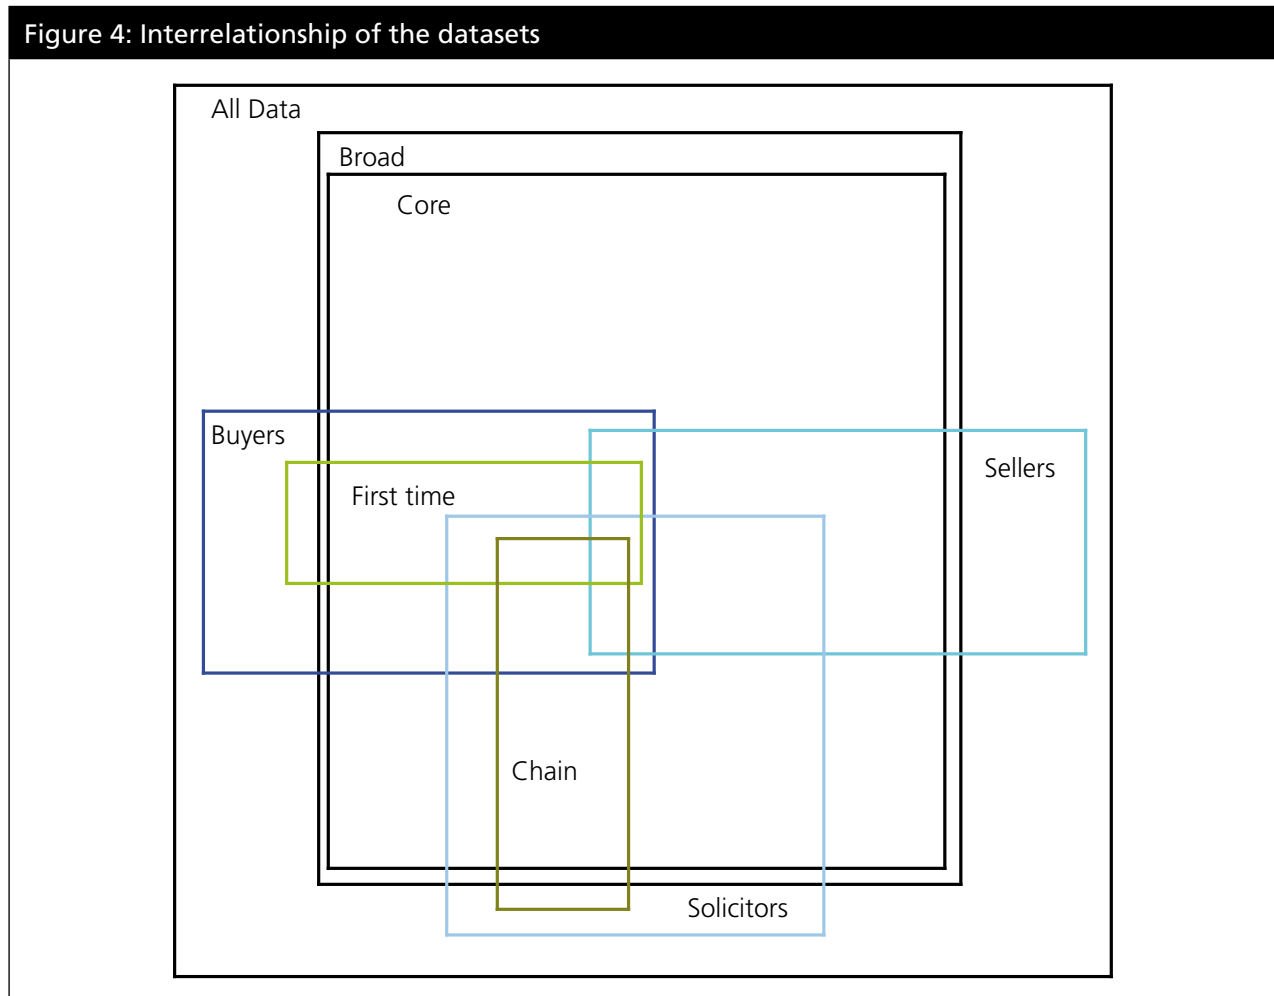 Figure 4: Interrelationship of the datasets
All Data
Broad
Core
Buyers
Sellers
First time
Chain
Solicitors